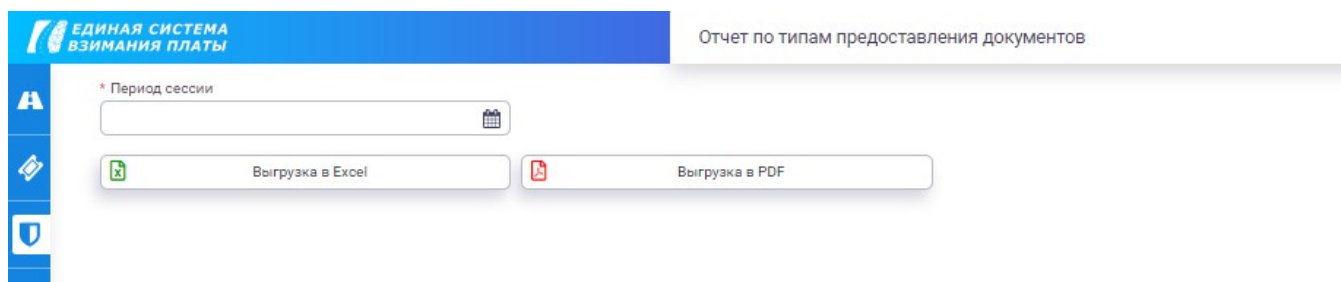 ЕДИНАЯ СИСТЕМА
ВЗИМАНИЯ ПЛАТЫ
Отчет по типам предоставления документов
* Период сессии
Выгрузка в Excel
Выгрузка в PDF